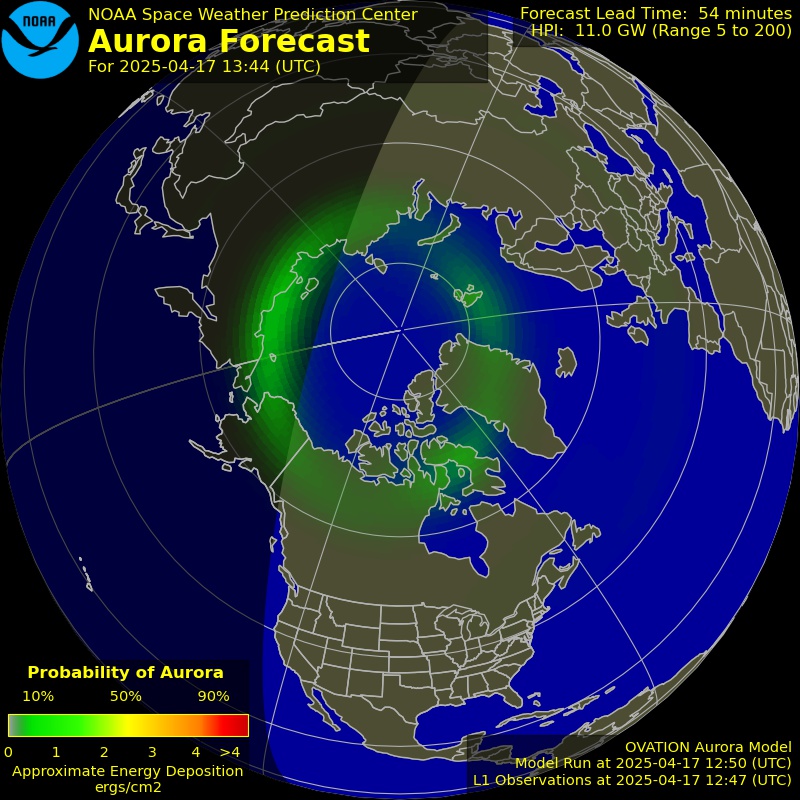 NOAA
NOAA Space Weather Prediction Center
Aurora Forecast
For 2025-04-17 13:44 (UTC)
Forecast Lead Time: 54 minutes
HPI: 11.0 GW (Range 5 to 200)
Probability of Aurora
10% 50% 90%
0 1 2 3 4 >4
Approximate Energy Deposition
ergs/cm2
OVATION Aurora Model
Model Run at 2025-04-17 12:50 (UTC)
L1 Observations at 2025-04-17 12:47 (UTC)